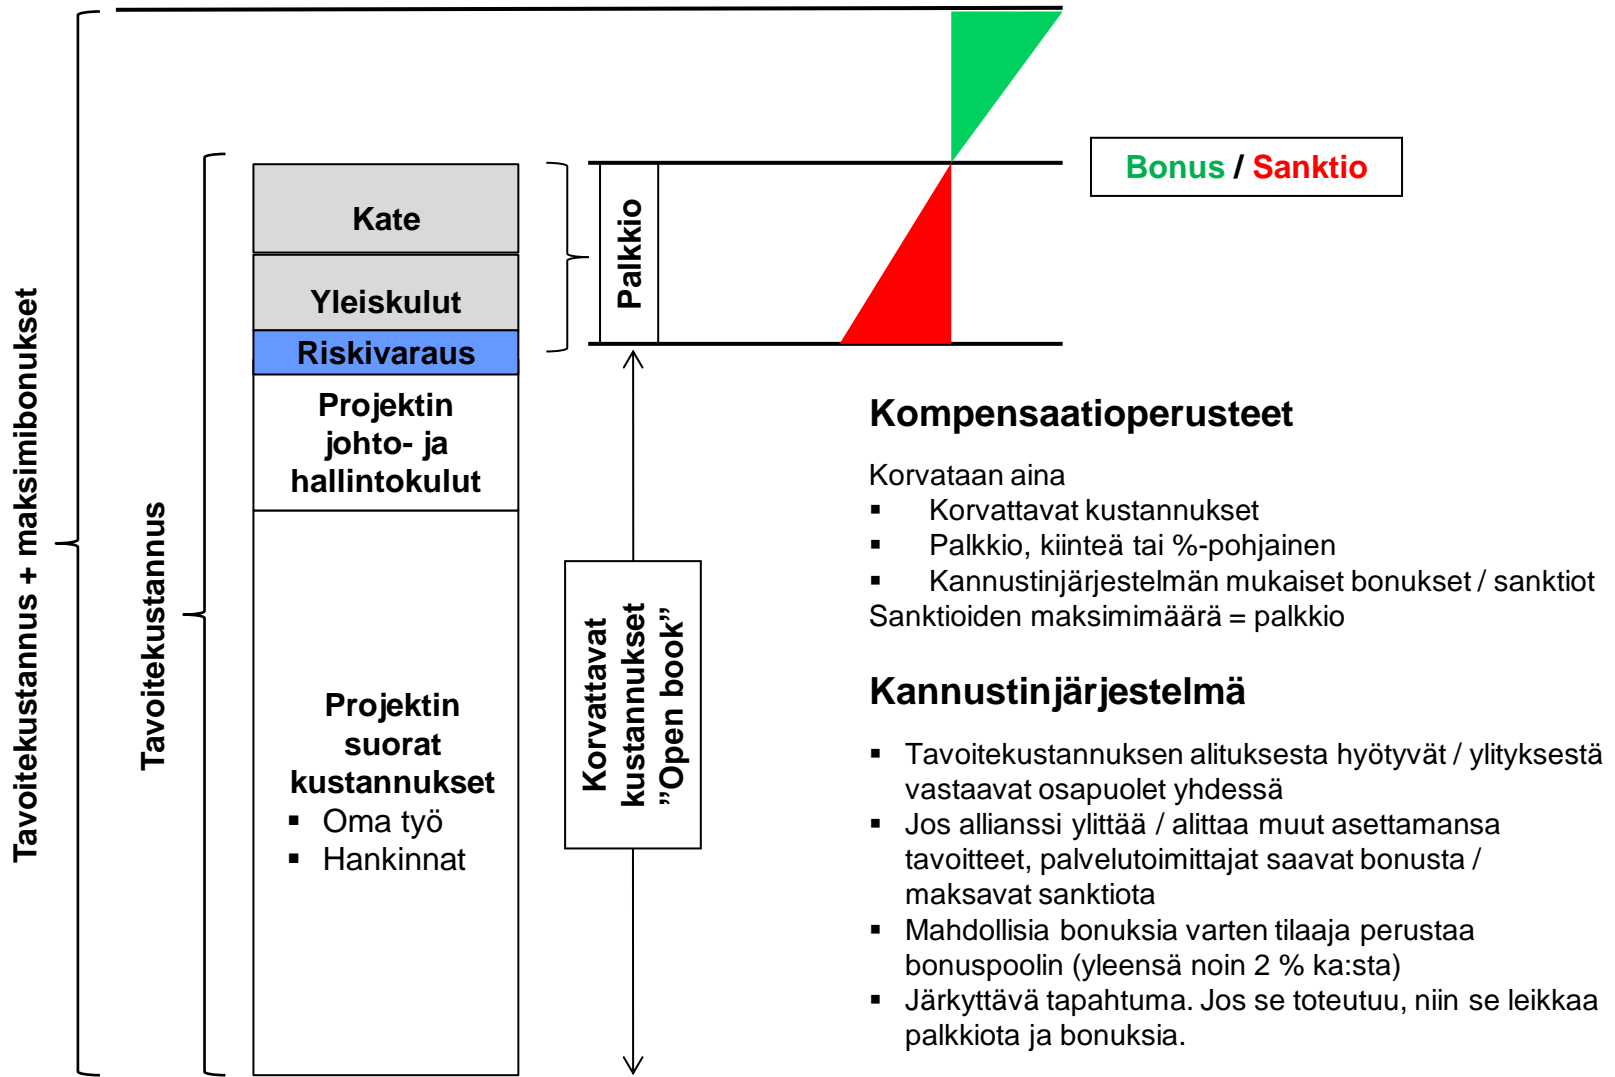 Tavoitekustannus + maksimibonukset
Tavoitekustannus
Kate
Yleiskulut
Riskivaraus
Projektin
johto- ja
hallintokulut
Projektin
suorat
kustannukset
▪ Oma työ
▪ Hankinnat
Palkkio
Korvattavat
kustannukset
”Open book”
Bonus / Sanktio
Kompensaatioperusteet
Korvataan aina
▪ Korvattavat kustannukset
▪ Palkkio, kiinteä tai %-pohjainen
▪ Kannustinjärjestelmän mukaiset bonukset / sanktiot
Sanktioiden maksimimäärä = palkkio
Kannustinjärjestelmä
▪ Tavoitekustannuksen alituksesta hyötyvät / ylityksestä
vastaavat osapuolet yhdessä
▪ Jos allianssi ylittää / alittaa muut asettamansa
tavoitteet, palvelutoimittajat saavat bonusta /
maksavat sanktiota
▪ Mahdollisia bonuksia varten tilaaja perustaa
bonuspoolin (yleensä noin 2 % ka:sta)
▪ Järkyttävä tapahtuma. Jos se toteutuu, niin se leikkaa
palkkiota ja bonuksia.